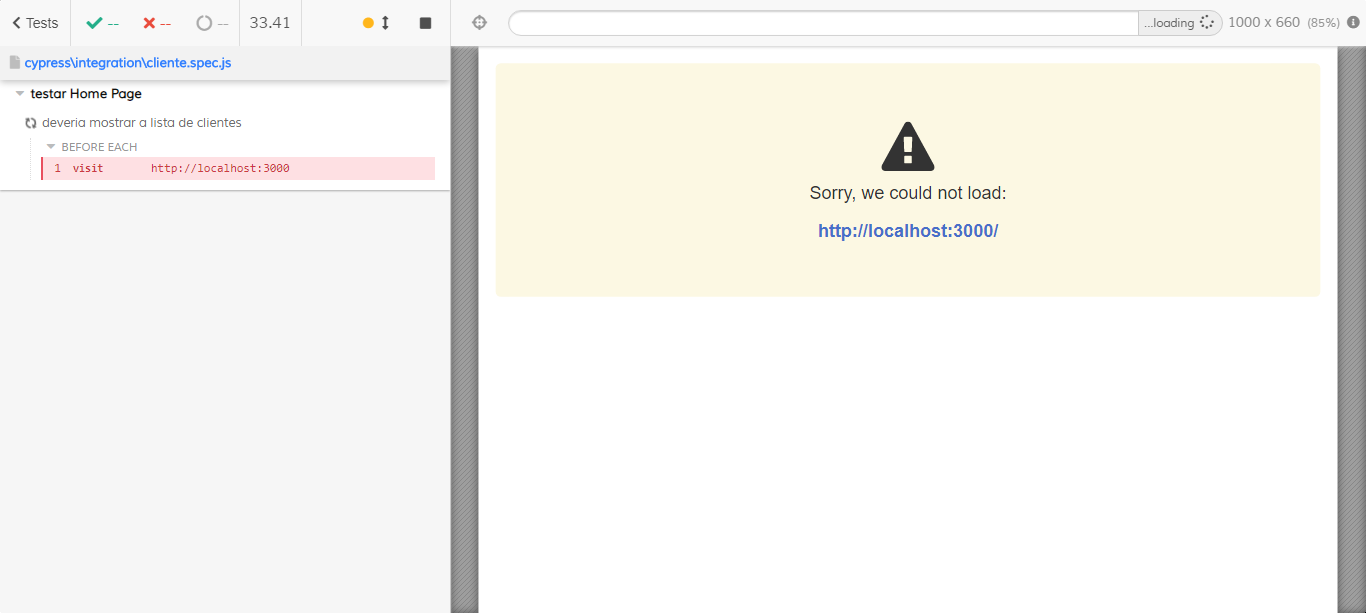 Tests -- -- -- 33.41
...loading 1000 x 660 (85%)
cypress\integration\cliente.spec.js
testar Home Page
deveria mostrar a lista de clientes
BEFORE EACH
1 visit http://localhost:3000
Sorry, we could not load:
http://localhost:3000/